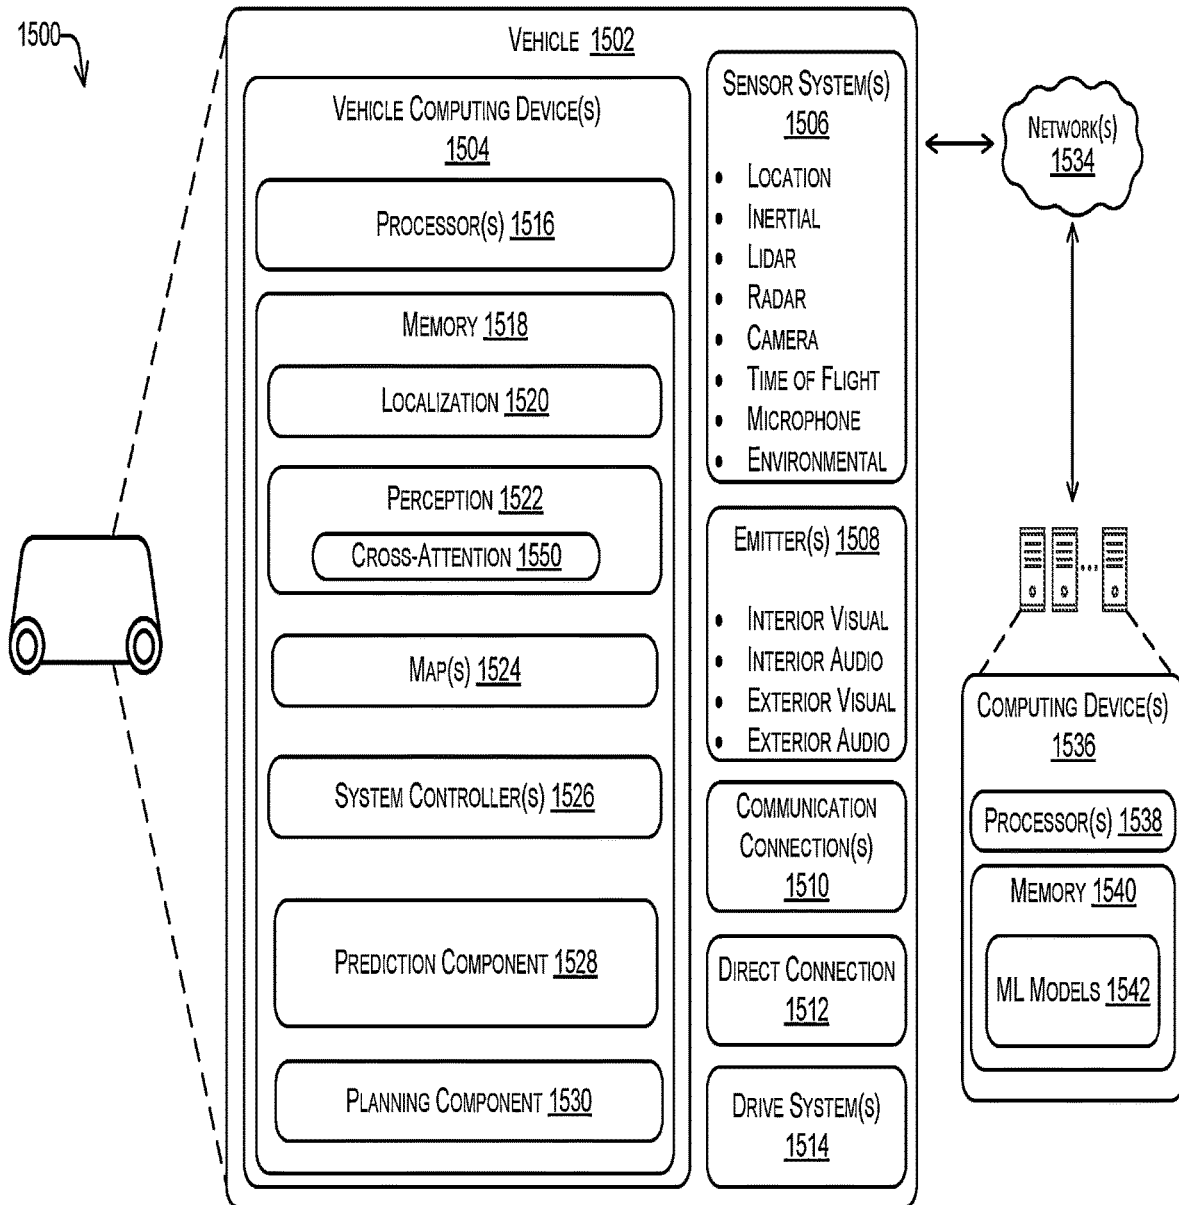 1500
VEHICLE 1502
VEHICLE COMPUTING DEVICE(S)
1504
PROCESSOR(S) 1516
MEMORY 1518
LOCALIZATION 1520
PERCEPTION 1522
CROSS-ATTENTION 1550
MAP(S) 1524
SYSTEM CONTROLLER(S) 1526
PREDICTION COMPONENT 1528
PLANNING COMPONENT 1530
SENSOR SYSTEM(S)
1506
• LOCATION
• INERTIAL
• LIDAR
• RADAR
• CAMERA
• TIME OF FLIGHT
• MICROPHONE
• ENVIRONMENTAL
EMITTER(S) 1508
• INTERIOR VISUAL
• INTERIOR AUDIO
• EXTERIOR VISUAL
• EXTERIOR AUDIO
COMMUNICATION
CONNECTION(S)
1510
DIRECT CONNECTION
1512
DRIVE SYSTEM(S)
1514
NETWORK(S)
1534
...
COMPUTING DEVICE(S)
1536
PROCESSOR(S) 1538
MEMORY 1540
ML MODELS 1542